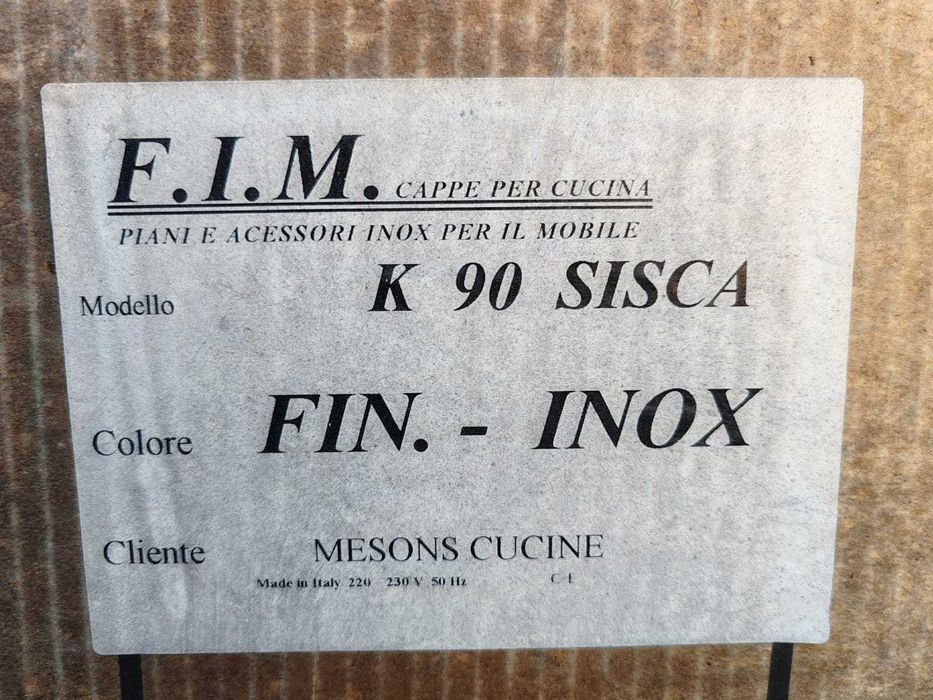 F.I.M. CAPPE PER CUCINA
PIANI E ACESSORI INOX PER IL MOBILE
Modello K 90 SISCA
Colore FIN. - INOX
Cliente MESONS CUCINE
Made in Italy 220 230 V 50 Hz C E